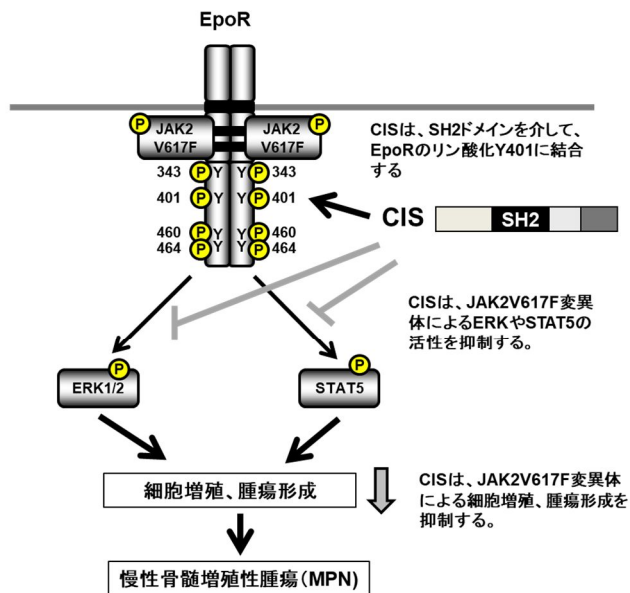 EpoR
P JAK2 V617F JAK2 V617F P
CISは、SH2ドメインを介して、
EpoRのリン酸化Y401に結合
する
343 P Y Y P 343
401 P Y Y P 401
CIS SH2
460 P Y Y P 460
464 P Y Y P 464
CISは、JAK2V617F変異
体によるERKやSTAT5の
活性を抑制する。
P
ERK1/2
P
STAT5
細胞増殖、腫瘍形成
CISは、JAK2V617F変異体
による細胞増殖、腫瘍形成を
抑制する。
慢性骨髄増殖性腫瘍（MPN）